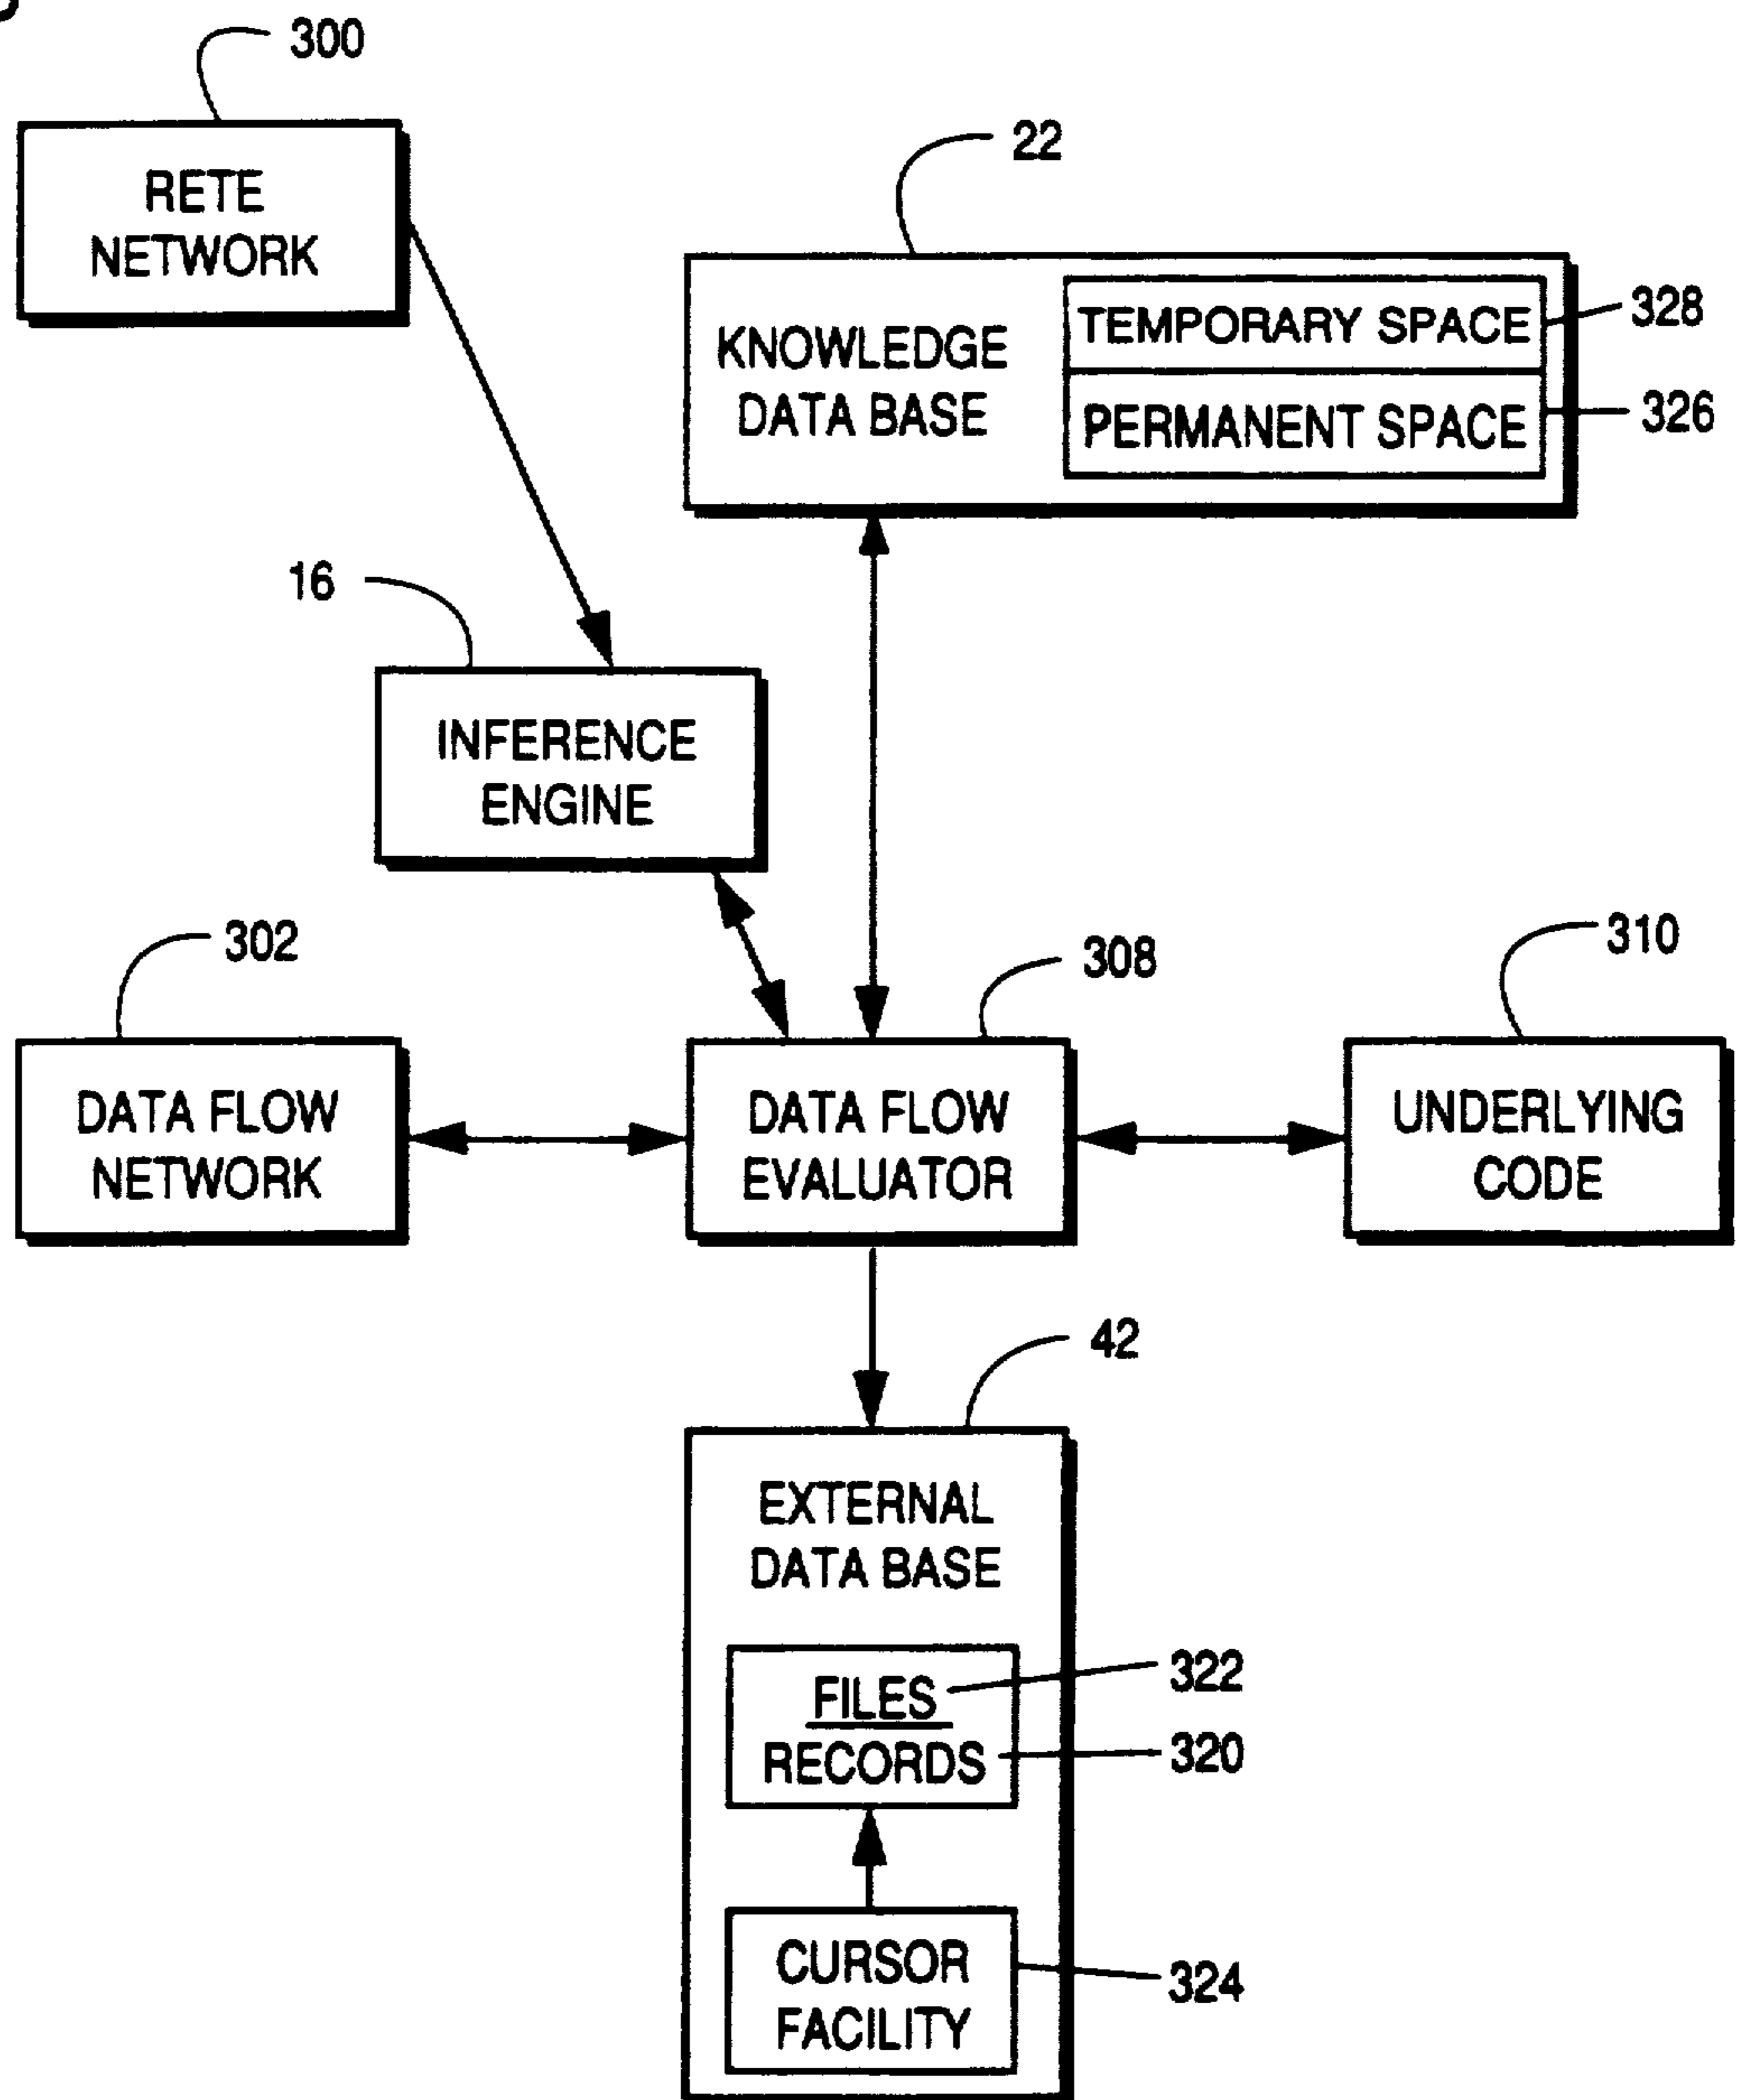 300
RETE
NETWORK
22
KNOWLEDGE
DATA BASE
TEMPORARY SPACE
328
PERMANENT SPACE
326
16
INFERENCE
ENGINE
302
DATA FLOW
NETWORK
308
DATA FLOW
EVALUATOR
310
UNDERLYING
CODE
42
EXTERNAL
DATA BASE
FILES
322
RECORDS
320
CURSOR
FACILITY
324